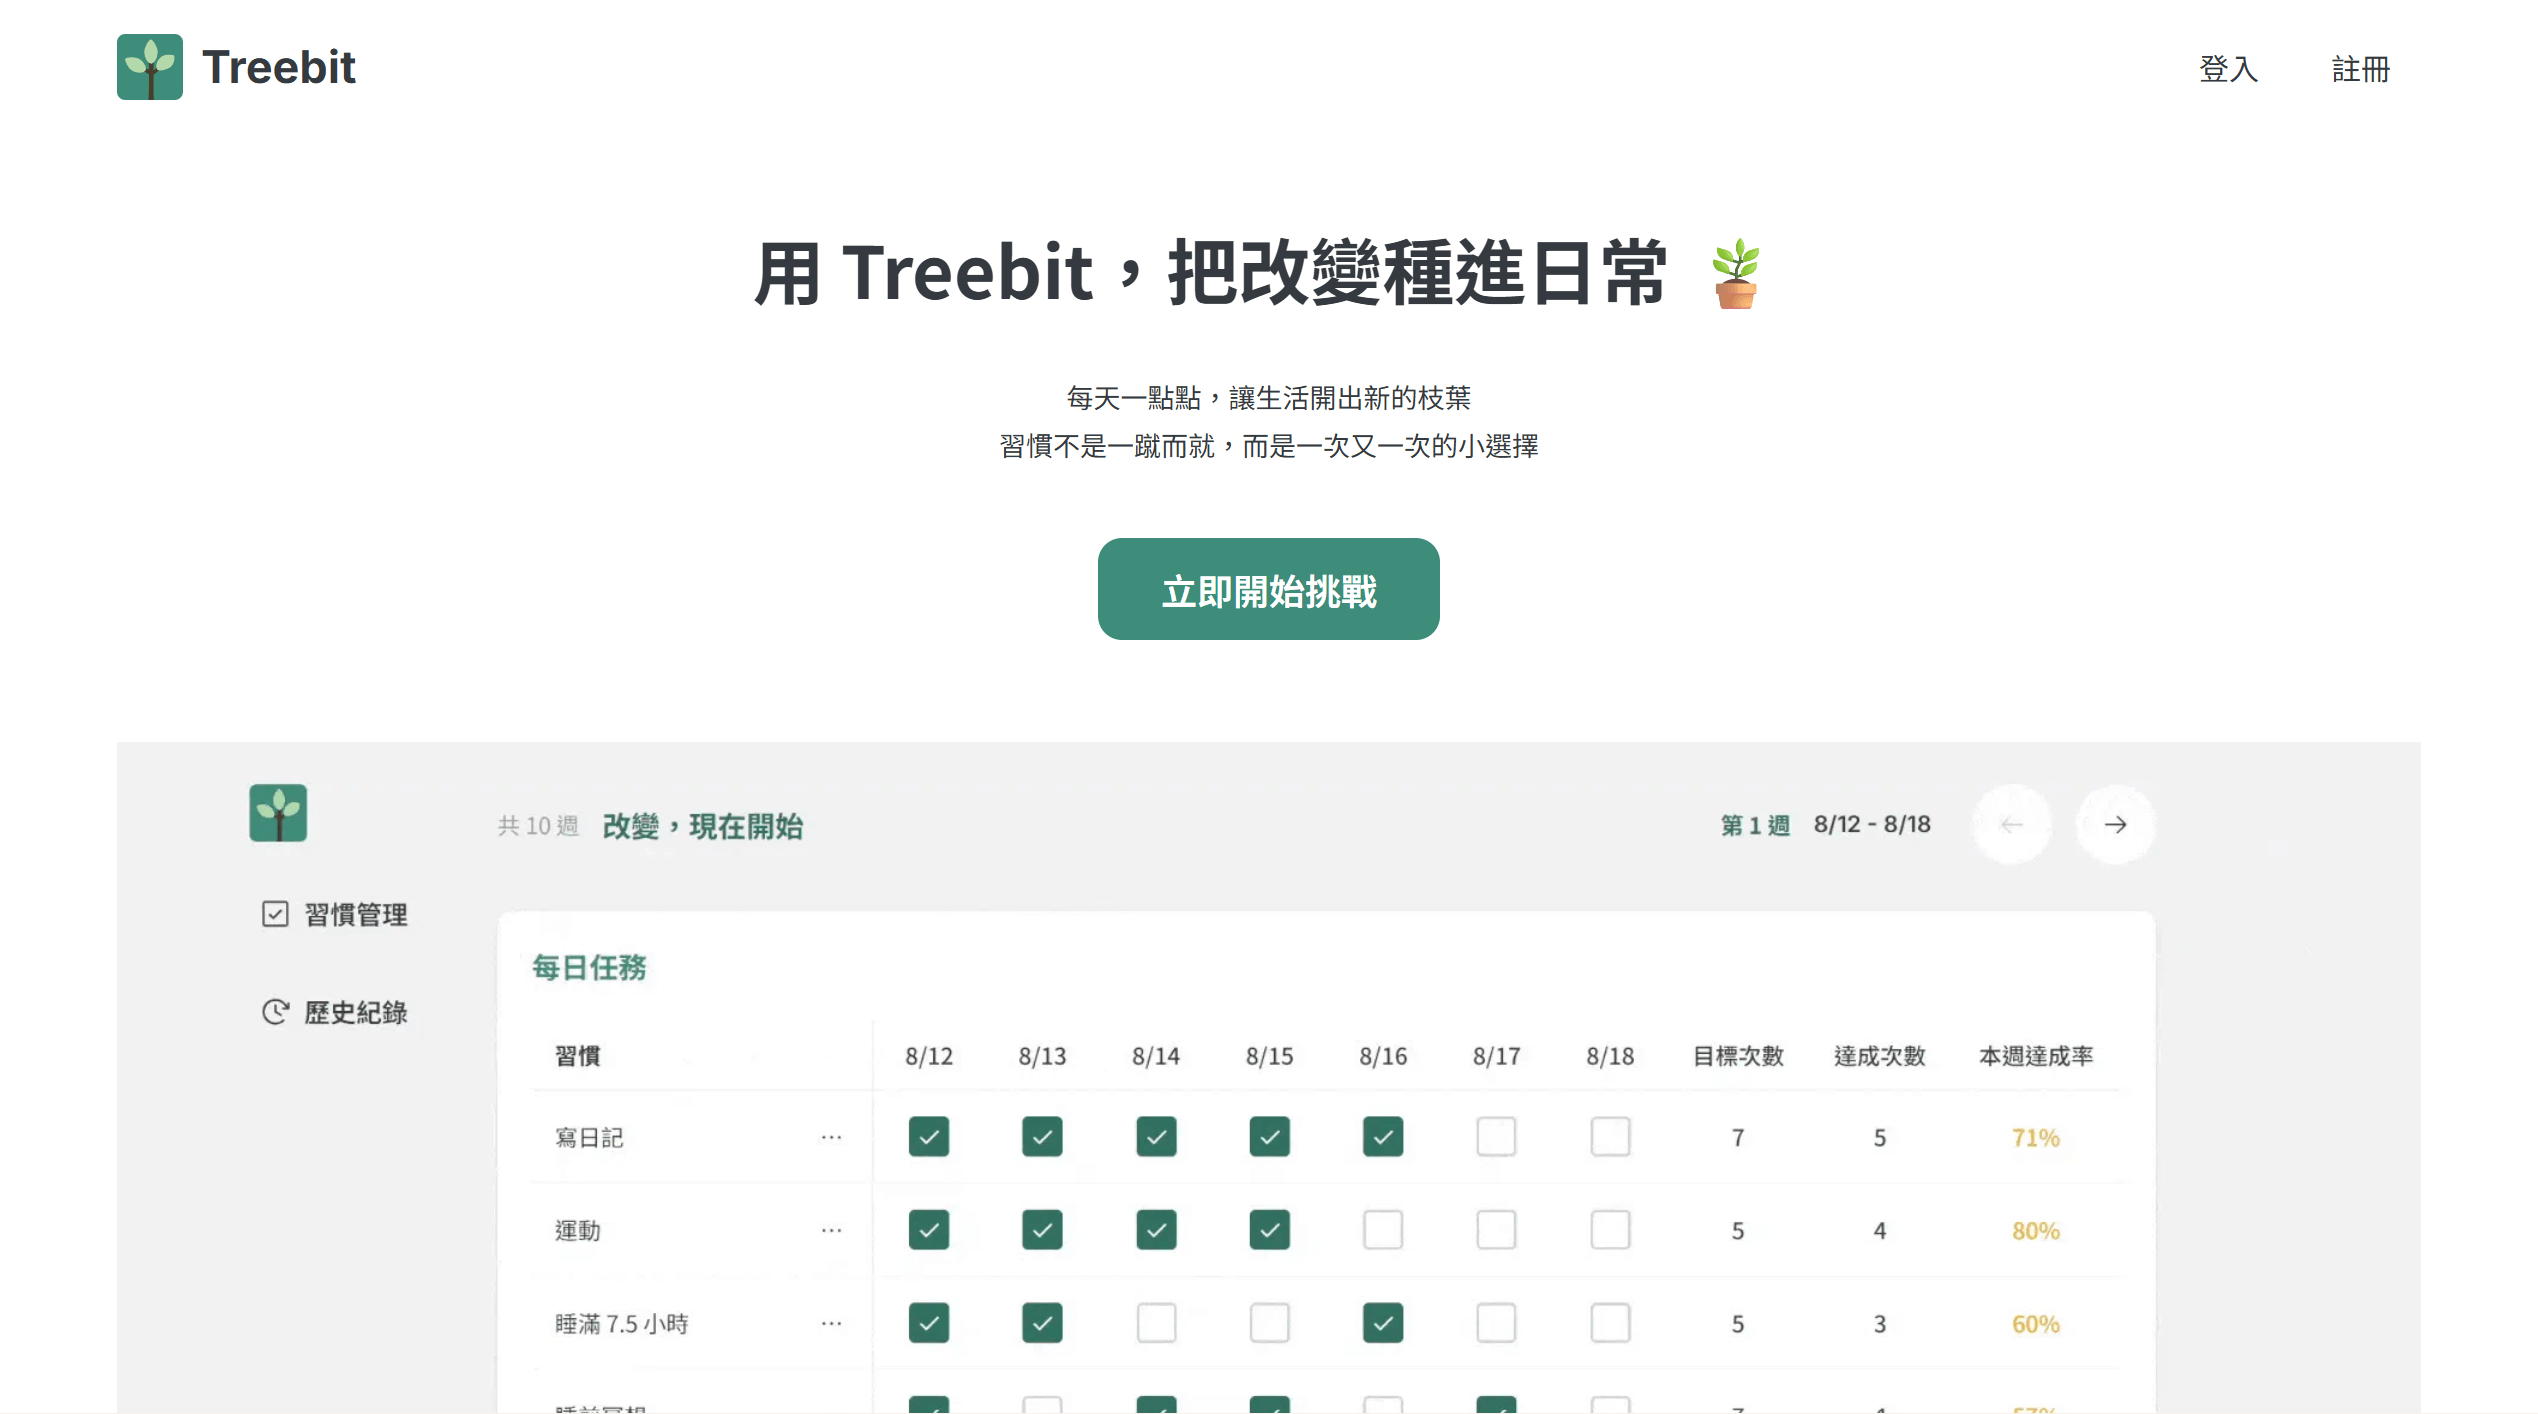 Treebit
登入 註冊
用 Treebit，把改變種進日常
每天一點點，讓生活開出新的枝葉
習慣不是一蹴而就，而是一次又一次的小選擇
立即開始挑戰
共 10 週 改變，現在開始 第 1 週 8/12 - 8/18
習慣管理
歷史紀錄
每日任務
習慣 8/12 8/13 8/14 8/15 8/16 8/17 8/18 目標次數 達成次數 本週達成率
寫日記 ... 7 5 71%
運動 ... 5 4 80%
睡滿 7.5 小時 ... 5 3 60%